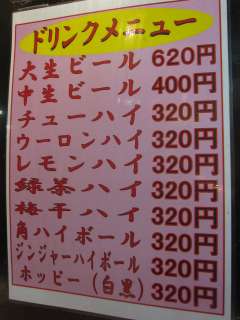 ドリンクメニュー
大生ビール 620円
中生ビール 400円
チューハイ 320円
ウーロンハイ 320円
レモンハイ 320円
緑茶ハイ 320円
梅干ハイ 320円
角ハイボール 320円
ジンジャーハイボール 320円
ホッピー(白黒) 320円